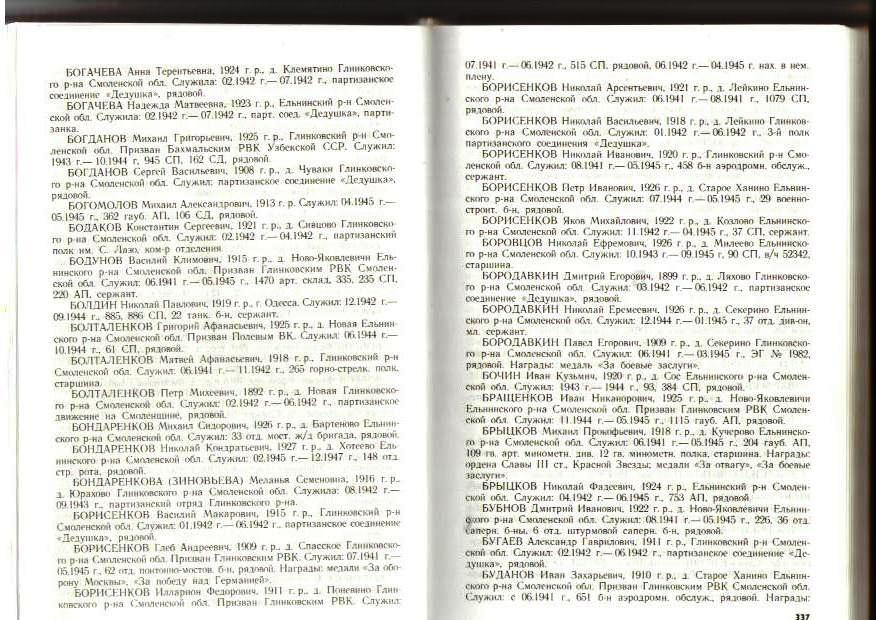 БОГАЧЕВА Анна Терентьевна, 1924 г. р., д. Клемятино Глинковско-
го р-на Смоленской обл. Служила: 02.1942 г.— 07.1942 г., партизанское
соединение «Дедушка», рядовой.
БОГАЧЕВА Надежда Матвеевна, 1923 г. р., Ельнинский р-н Смолен-
ской обл. Служила: 02.1942 г.— 07.1942 г., парт. соед. «Дедушка», парти-
занка.
БОГДАНОВ Михаил Григорьевич, 1925 г. р., Глинковский р-н Смо-
ленской обл. Призван Бахмальским РВК Узбекской ССР. Служил:
1943 г.— 10.1944 г, 945 СП, 162 СД, рядовой.
БОГДАНОВ Сергей Васильевич, 1908 г. р., д. Чуваки Глинковско-
го р-на Смоленской обл. Служил: партизанское соединение «Дедушка»,
рядовой.
БОГОМОЛОВ Михаил Александрович, 1913 г. р. Служил: 04.1945 г.—
05.1945 г., 362 гауб. АП, 106 СД, рядовой.
БОДАКОВ Константин Сергеевич, 1921 г. р., д. Сивцово Глинковско-
го р-на Смоленской обл. Служил: 02.1942 г.— 04.1942 г., партизанский
полк им. С. Лазо, ком-р отделения.
БОДУНОВ Василий Климович, 1915 г. р., д. Ново-Яковлевичи Ель-
нинского р-на Смоленской обл. Призван Глинковским РВК Смолен-
ской обл. Служил: 06.1941 г.— 05.1945 г., 1470 арт. склад, 335, 235 СП,
220 АП, сержант.
БОЛДИН Николай Павлович, 1919 г. р., г. Одесса. Служил: 12.1942 г.—
09.1944 г., 885, 886 СП, 22 танк. б-н, сержант.
БОЛТАЛЕНКОВ Григорий Афанасьевич, 1925 г. р., д. Новая Ельнин-
ского р-на Смоленской обл. Призван Полевым ВК. Служил: 06.1944 г.—
10.1944 г., 61 СП, рядовой.
БОЛТАЛЕНКОВ Матвей Афанасьевич, 1918 г. р., Глинковский р-н
Смоленской обл. Служил: 06.1941 г.— 11.1942 г., 265 горно-стрелк. полк,
старшина.
БОЛТАЛЕНКОВ Петр Михеевич, 1892 г. р., д. Новая Глинковско-
го р-на Смоленской обл. Служил: 02.1942 г.— 06.1942 г., партизанское
движение на Смоленщине, рядовой.
БОНДАРЕНКОВ Михаил Сидорович, 1926 г. р., д. Бартеново Ельнин-
ского р-на Смоленской обл. Служил: 33 отд. мост. ж/д бригада, рядовой.
БОНДАРЕНКОВ Николай Кондратьевич, 1927 г. р., д. Хотеево Ель-
нинского р-на Смоленской обл. Служил: 02.1945 г.— 12.1947 г., 148 отд.
стр. рота, рядовой.
БОНДАРЕНКОВА (ЗИНОВЬЕВА) Меланья Семеновна, 1916 г. р.,
д. Юрахово Глинковского р-на Смоленской обл. Служила: 08.1942 г.—
09.1943 г., партизанский отряд Глинковского р-на.
БОРИСЕНКОВ Василий Макарович, 1915 г. р., Глинковский р-н
Смоленской обл. Служил: 01.1942 г.— 06.1942 г., партизанское соединение
«Дедушка», рядовой.
БОРИСЕНКОВ Глеб Андреевич, 1909 г. р., д. Спасское Глинковско-
го р-на Смоленской обл. Призван Глинковским РВК. Служил: 07.1941 г.—
05.1945 г., 62 отд. понтонно-мостов. б-н, рядовой. Награды: медали «За обо-
рону Москвы», «За победу над Германией».
БОРИСЕНКОВ Илларион Федорович, 1911 г. р., д. Поневино Глин-
ковского р-на Смоленской обл. Призван Глинковским РВК. Служил:
07.1941 г.— 06.1942 г., 515 СП, рядовой, 06.1942 г.— 04.1945 г. нах. в нем.
плену.
БОРИСЕНКОВ Николай Арсентьевич, 1921 г. р., д. Лейкино Ельнин-
ского р-на Смоленской обл. Служил: 06.1941 г.— 08.1941 г., 1079 СП,
рядовой.
БОРИСЕНКОВ Николай Васильевич, 1918 г. р., д. Лейкино Глинков-
ского р-на Смоленской обл. Служил: 01.1942 г.— 06.1942 г., 3-й полк
партизанского соединения «Дедушка».
БОРИСЕНКОВ Николай Иванович, 1920 г. р., Глинковский р-н Смо-
ленской обл. Служил: 08.1941 г.— 05.1945 г., 458 б-н аэродромн. обслуж.,
сержант.
БОРИСЕНКОВ Петр Иванович, 1926 г. р., д. Старое Ханино Ельнин-
ского р-на Смоленской обл. Служил: 07.1944 г.— 05.1945 г., 29 военно-
строит. б-н, рядовой.
БОРИСЕНКОВ Яков Михайлович, 1922 г. р., д. Козлово Ельнинско-
го р-на Смоленской обл. Служил: 11.1942 г.— 04.1945 г., 37 СП, сержант.
БОРОВЦОВ Николай Ефремович, 1926 г. р., д. Милеево Ельнинско-
го р-на Смоленской обл. Служил: 10.1943 г.— 09.1945 г, 90 СП, в/ч 52342,
старшина.
БОРОДАВКИН Дмитрий Егорович, 1899 г. р., д. Ляхово Глинковско-
го р-на Смоленской обл. Служил: 03.1942 г.— 06.1942 г., партизанское
соединение «Дедушка», рядовой.
БОРОДАВКИН Николай Еремеевич, 1926 г. р., д. Секерино Ельнин-
ского р-на Смоленской обл. Служил: 12.1944 г.— 01.1945 г., 37 отд. див-он,
мл. сержант.
БОРОДАВКИН Павел Егорович, 1909 г. р., д. Секерино Глинковско-
го р-на Смоленской обл. Служил: 06.1941 г.— 03.1945 г., ЭГ № 1982,
рядовой. Награды: медаль «За боевые заслуги».
БОЧИН Иван Кузьмич, 1920 г. р., д. Сос Ельнинского р-на Смолен-
ской обл. Служил: 1943 г.— 1944 г., 93, 384 СП, рядовой.
БРАЩЕНКОВ Иван Никанорович, 1925 г. р., д. Ново-Яковлевичи
Ельнинского р-на Смоленской обл. Призван Глинковским РВК Смолен-
ской обл. Служил: 11.1944 г.— 05.1945 г., 1115 гауб. АП, рядовой.
БРЫЦКОВ Михаил Прокофьевич, 1918 г. р., д. Кучерово Ельнинско-
го р-на Смоленской обл. Служил: 06.1941 г.— 05.1945 г., 204 гауб. АП,
109 гв. арт. минометн. див. 12 гв. минометн. полка, старшина. Награды:
ордена Славы III ст., Красной Звезды; медали «За отвагу», «За боевые
заслуги».
БРЫЦКОВ Николай Фадеевич, 1924 г. р., Ельнинский р-н Смолен-
ской обл. Служил: 04.1942 г.— 06.1945 г., 753 АП, рядовой.
БУБНОВ Дмитрий Иванович, 1922 г. р., д. Ново-Яковлевичи Ельнин-
ского р-на Смоленской обл. Служил: 08.1941 г.— 05.1945 г., 226, 36 отд.
саперн. б-ны, 6 отд. штурмовой саперн. б-н, рядовой.
БУГАЕВ Александр Гаврилович, 1911 г. р., Глинковский р-н Смолен-
ской обл. Служил: 02.1942 г.— 06.1942 г., партизанское соединение «Де-
душка», рядовой.
БУДАНОВ Иван Захарьевич, 1910 г. р., д. Старое Ханино Ельнин-
ского р-на Смоленской обл. Призван Глинковским РВК Смоленской обл.
Служил: с 06.1941 г., 651 б-н аэродромн. обслуж., рядовой. Награды:
337